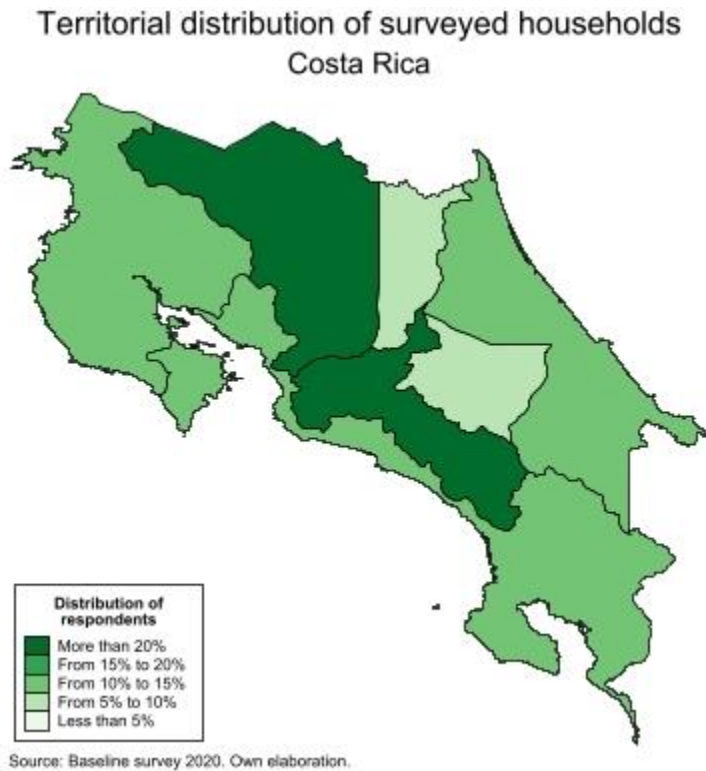 Territorial distribution of surveyed households
Costa Rica
Distribution of
respondents
More than 20%
From 15% to 20%
From 10% to 15%
From 5% to 10%
Less than 5%
Source: Baseline survey 2020. Own elaboration.